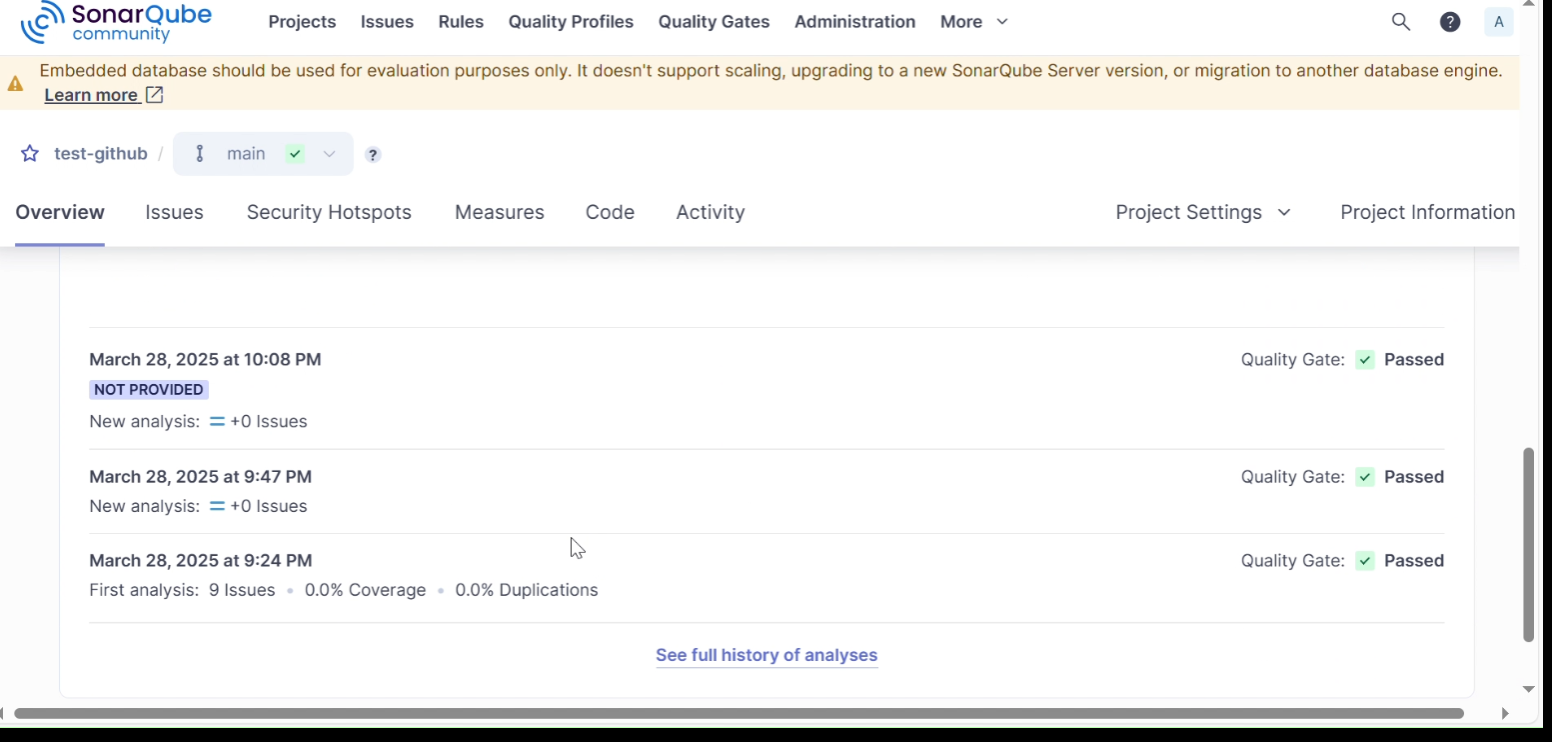 SonarQube
community
Projects Issues Rules Quality Profiles Quality Gates Administration More ? A
Embedded database should be used for evaluation purposes only. It doesn't support scaling, upgrading to a new SonarQube Server version, or migration to another database engine.
Learn more
test-github / main ?
Overview Issues Security Hotspots Measures Code Activity Project Settings Project Information
March 28, 2025 at 10:08 PM Quality Gate: Passed
NOT PROVIDED
New analysis: = +0 Issues
March 28, 2025 at 9:47 PM Quality Gate: Passed
New analysis: = +0 Issues
March 28, 2025 at 9:24 PM Quality Gate: Passed
First analysis: 9 Issues • 0.0% Coverage • 0.0% Duplications
See full history of analyses